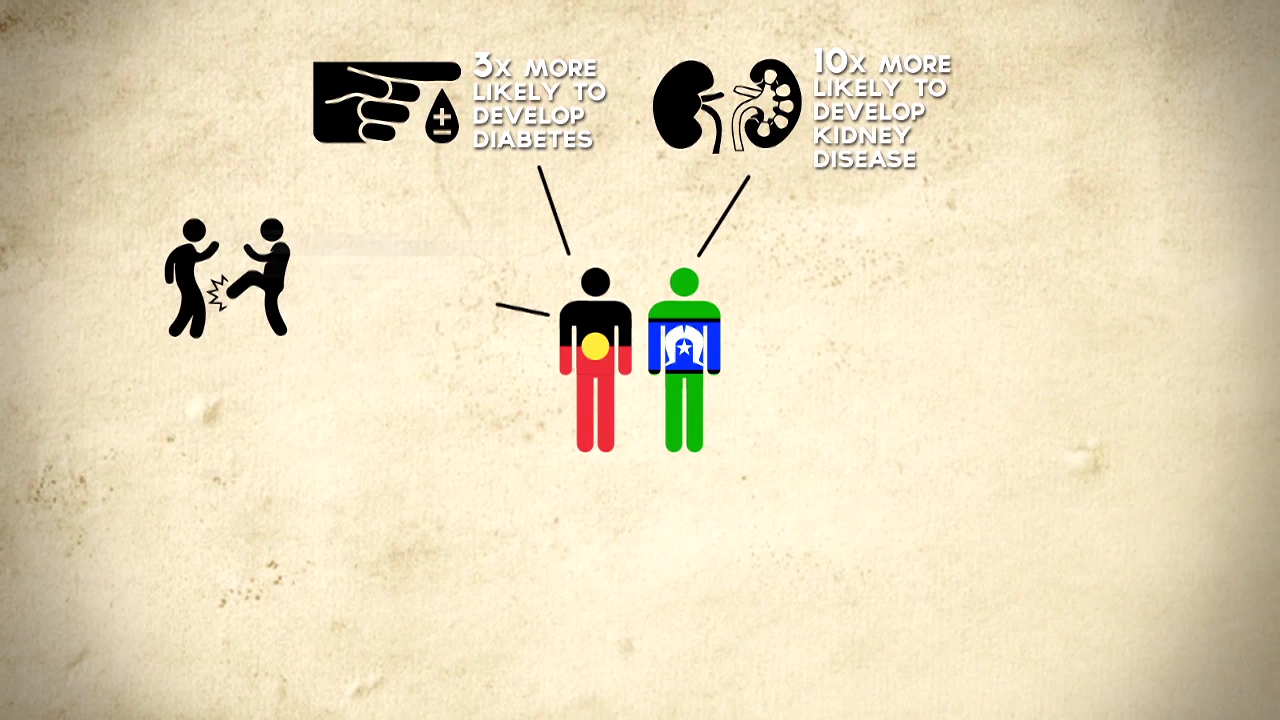 3x MORE
LIKELY TO
DEVELOP
DIABETES
10x MORE
LIKELY TO
DEVELOP
KIDNEY
DISEASE